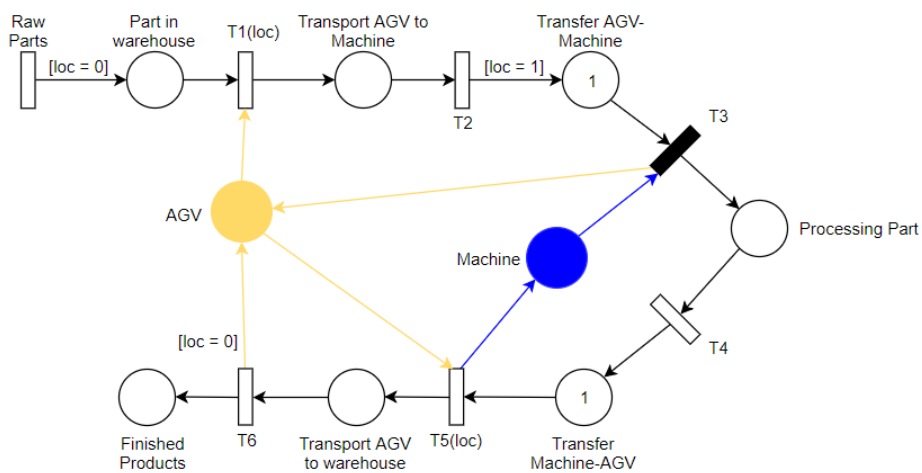 Raw
Parts
Part in
warehouse
T1(loc)
Transport AGV to
Machine
Transfer AGV-
Machine
[loc = 0]
[loc = 1]
1
T2
T3
AGV
Machine
Processing Part
[loc = 0]
T4
1
Finished
Products
T6
Transport AGV
to warehouse
T5(loc)
Transfer
Machine-AGV